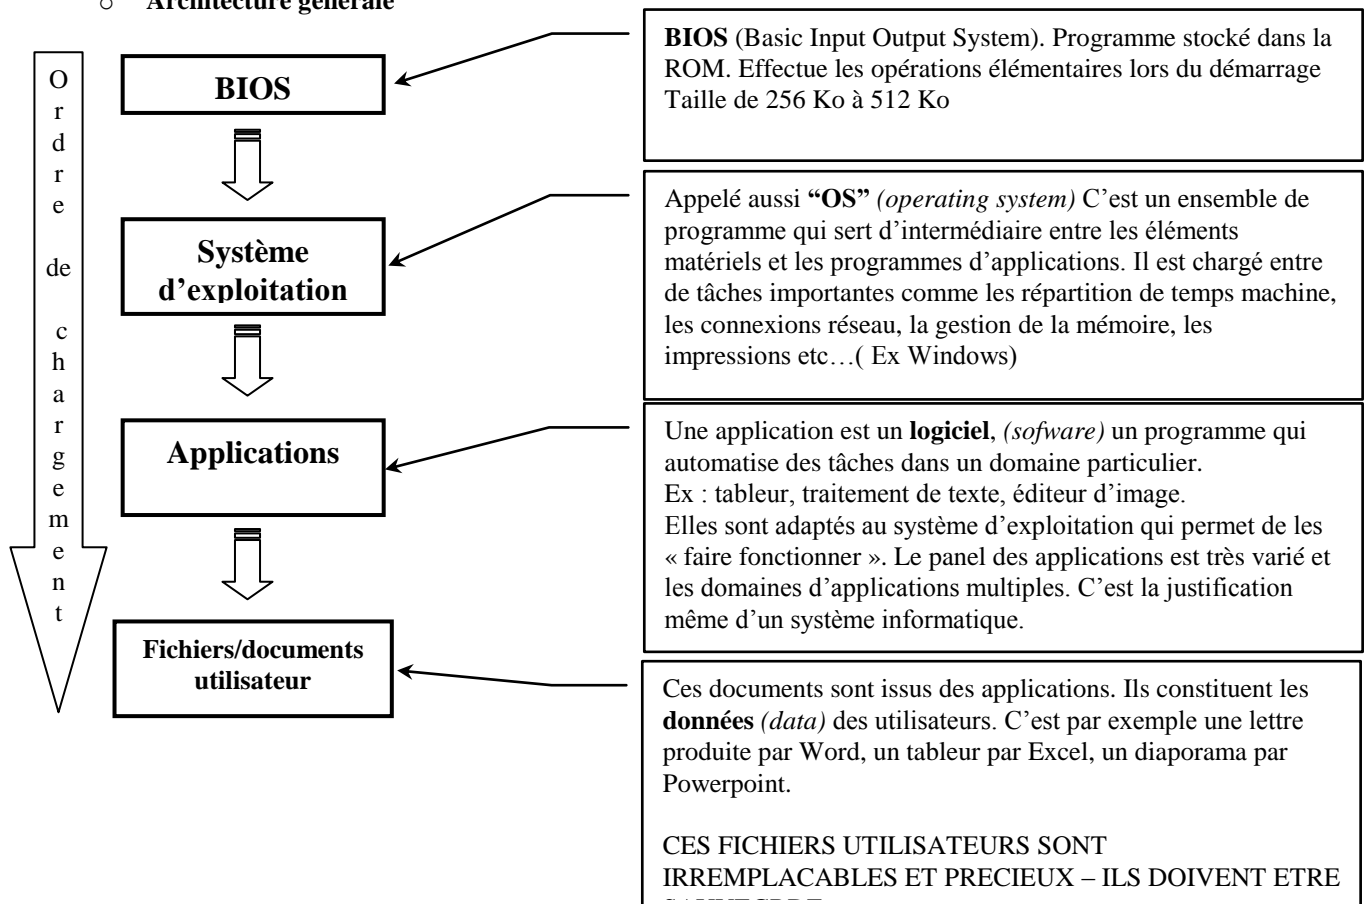 o Architecture générale
Ordre de chargement
BIOS
BIOS (Basic Input Output System). Programme stocké dans la
ROM. Effectue les opérations élémentaires lors du démarrage
Taille de 256 Ko à 512 Ko
Système
d’exploitation
Appelé aussi “OS” (operating system) C’est un ensemble de
programme qui sert d’intermédiaire entre les éléments
matériels et les programmes d’applications. Il est chargé entre
de tâches importantes comme les répartition de temps machine,
les connexions réseau, la gestion de la mémoire, les
impressions etc…( Ex Windows)
Applications
Une application est un logiciel, (sofware) un programme qui
automatise des tâches dans un domaine particulier.
Ex : tableur, traitement de texte, éditeur d’image.
Elles sont adaptés au système d’exploitation qui permet de les
« faire fonctionner ». Le panel des applications est très varié et
les domaines d’applications multiples. C’est la justification
même d’un système informatique.
Fichiers/documents
utilisateur
Ces documents sont issus des applications. Ils constituent les
données (data) des utilisateurs. C’est par exemple une lettre
produite par Word, un tableur par Excel, un diaporama par
Powerpoint.
CES FICHIERS UTILISATEURS SONT
IRREMPLACABLES ET PRECIEUX – ILS DOIVENT ETRE